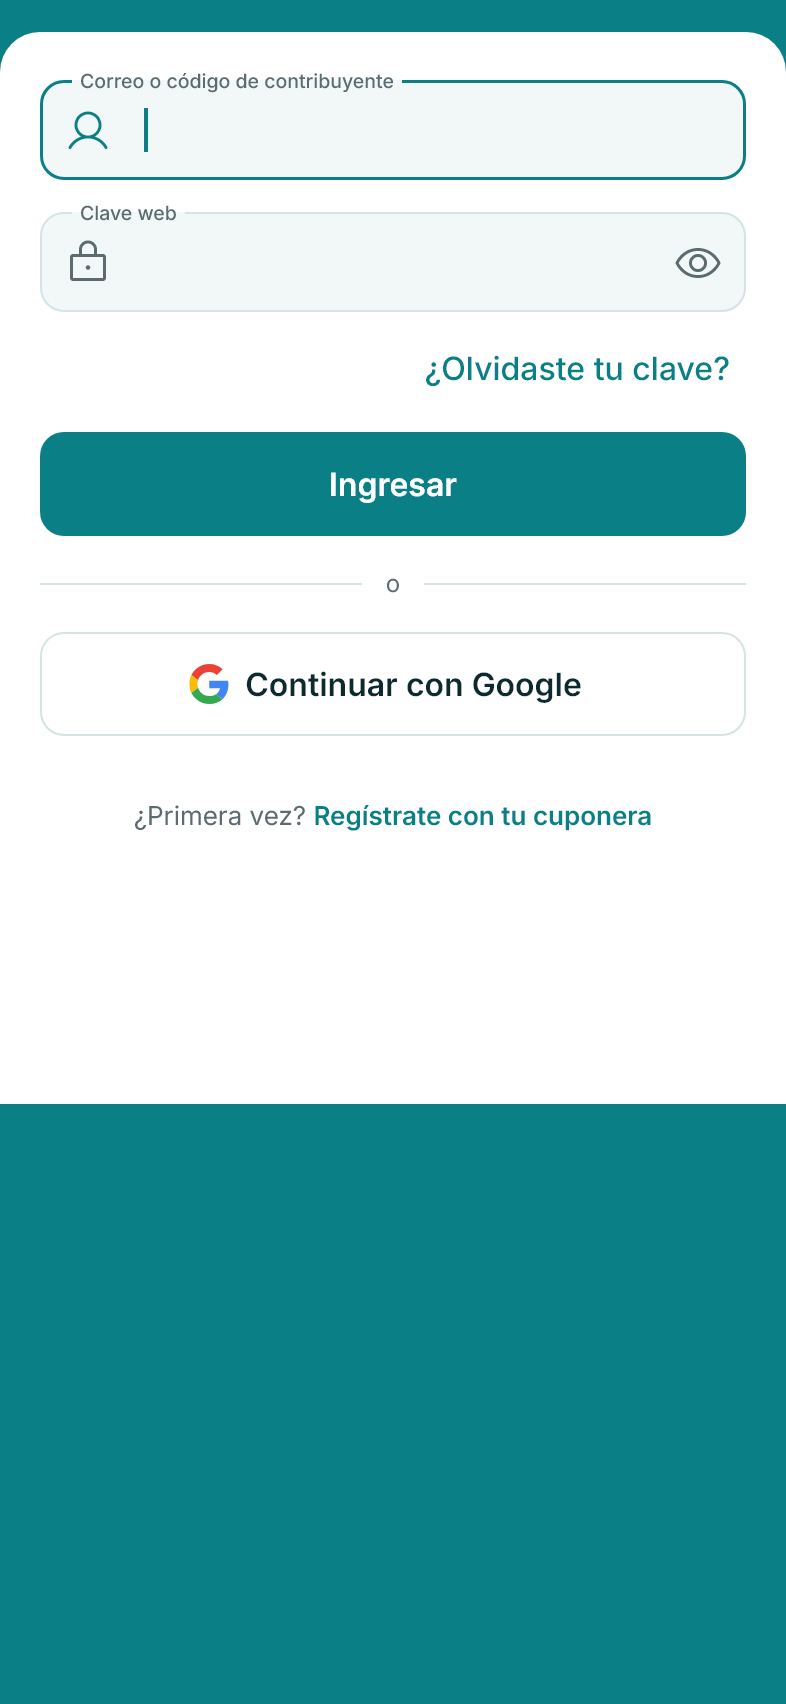 Correo o código de contribuyente
Clave web
¿Olvidaste tu clave?
Ingresar
o
Continuar con Google
¿Primera vez? Regístrate con tu cuponera